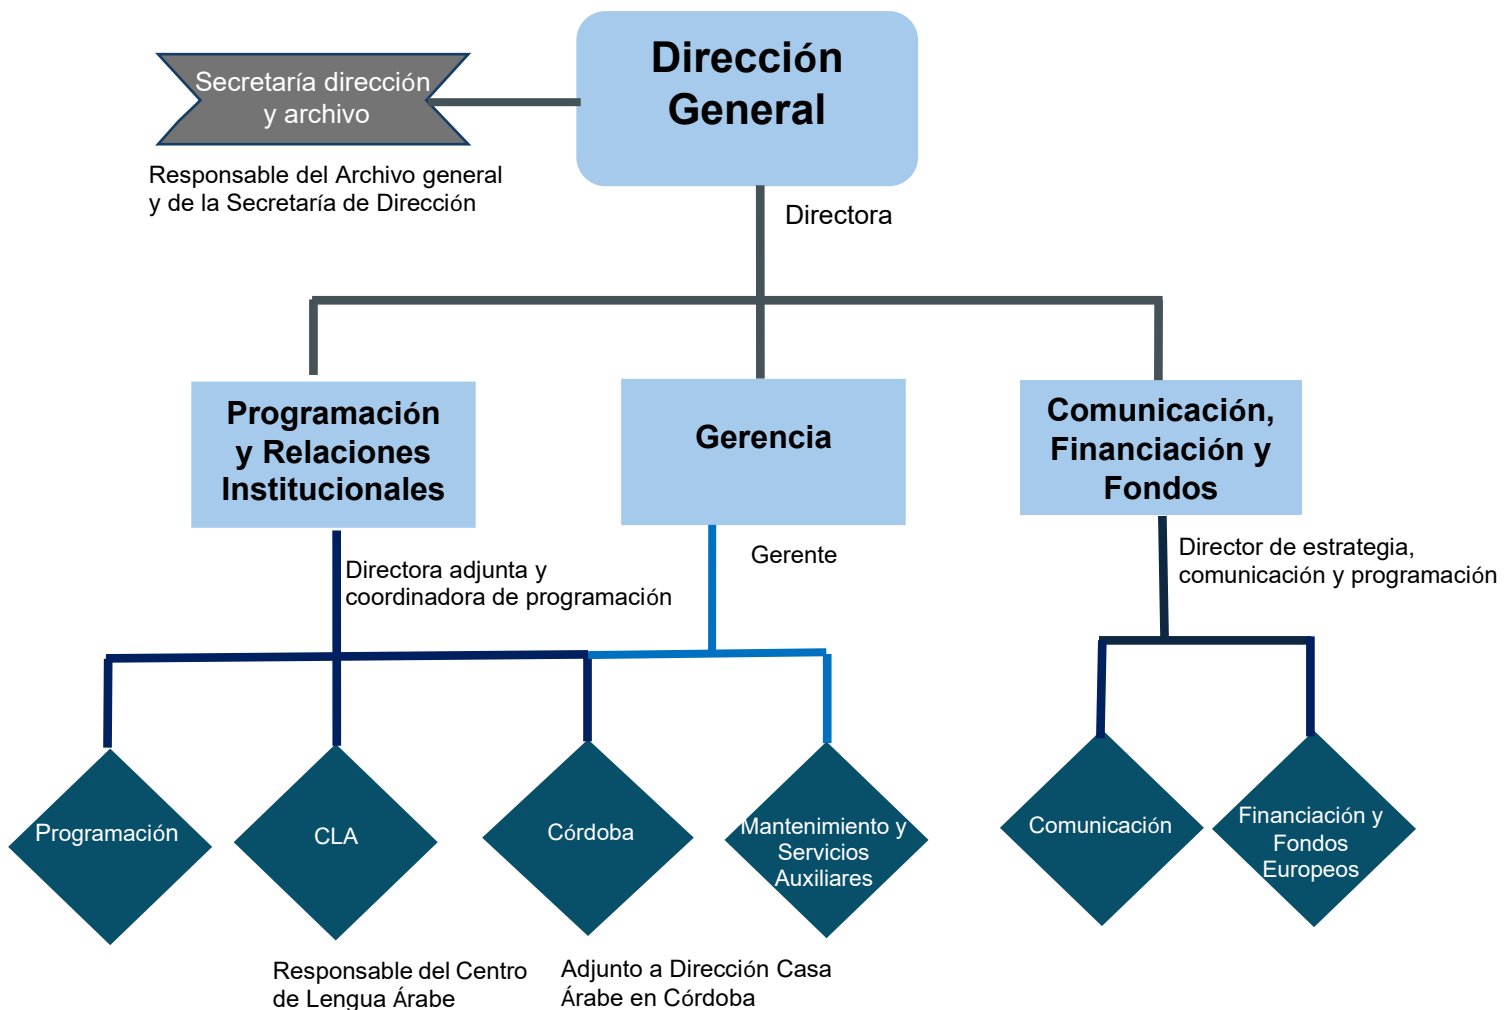 Dirección
General
Secretaría dirección
y archivo
Responsable del Archivo general
y de la Secretaría de Dirección
Directora
Programación
y Relaciones
Institucionales
Gerencia
Comunicación,
Financiación y
Fondos
Directora adjunta y
coordinadora de programación
Gerente
Director de estrategia,
comunicación y programación
Programación
CLA
Córdoba
Mantenimiento y
Servicios
Auxiliares
Comunicación
Financiación y
Fondos
Europeos
Responsable del Centro
de Lengua Árabe
Adjunto a Dirección Casa
Árabe en Córdoba